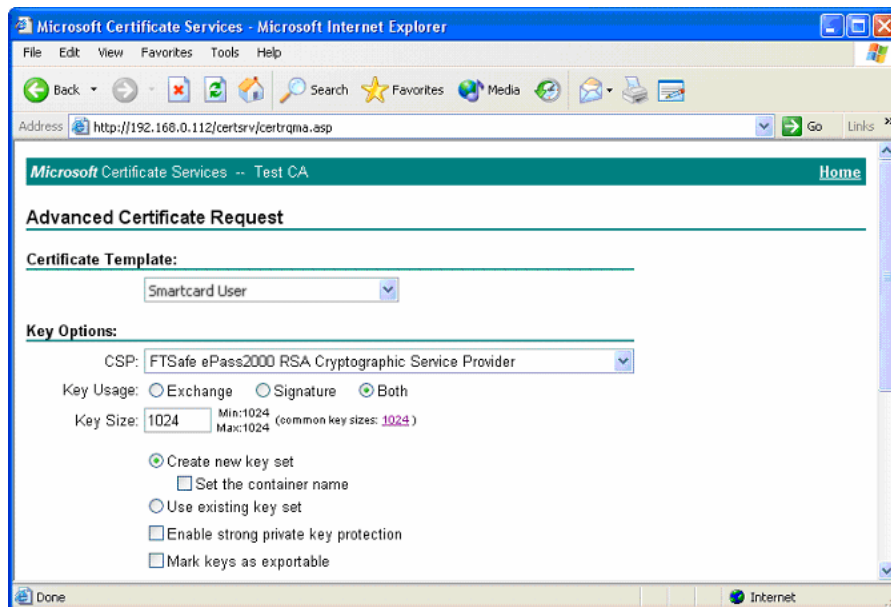 Microsoft Certificate Services - Microsoft Internet Explorer
File Edit View Favorites Tools Help
Back Search Favorites Media
Address http://192.168.0.112/certsrv/certrqma.asp Go Links »
Microsoft Certificate Services -- Test CA Home
Advanced Certificate Request
Certificate Template:
Smartcard User
Key Options:
CSP: FTSafe ePass2000 RSA Cryptographic Service Provider
Key Usage: Exchange Signature Both
Key Size: 1024 Min:1024 Max:1024 (common key sizes: 1024 )
Create new key set
Set the container name
Use existing key set
Enable strong private key protection
Mark keys as exportable
Done Internet